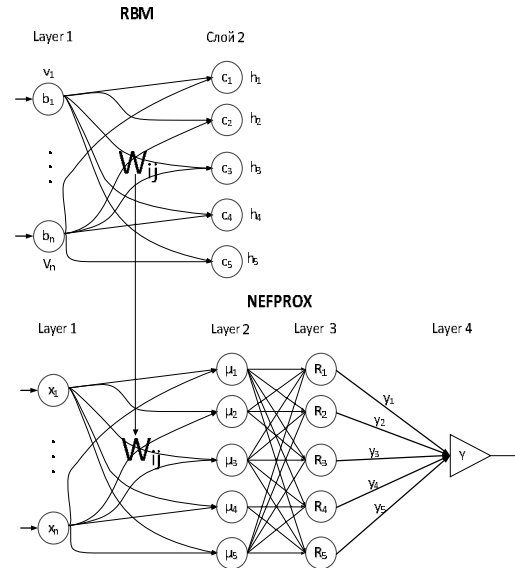 RBM
Layer 1 Слой 2
v1
b1
bn
Vn
Wij
c1 h1
c2 h2
c3 h3
c4 h4
c5 h5
NEFPROX
Layer 1 Layer 2 Layer 3 Layer 4
x1
xn
Wij
μ1 R1 y1
μ2 R2 y2
μ3 R3 y3
μ4 R4 y4
μ5 R5 y5
Y